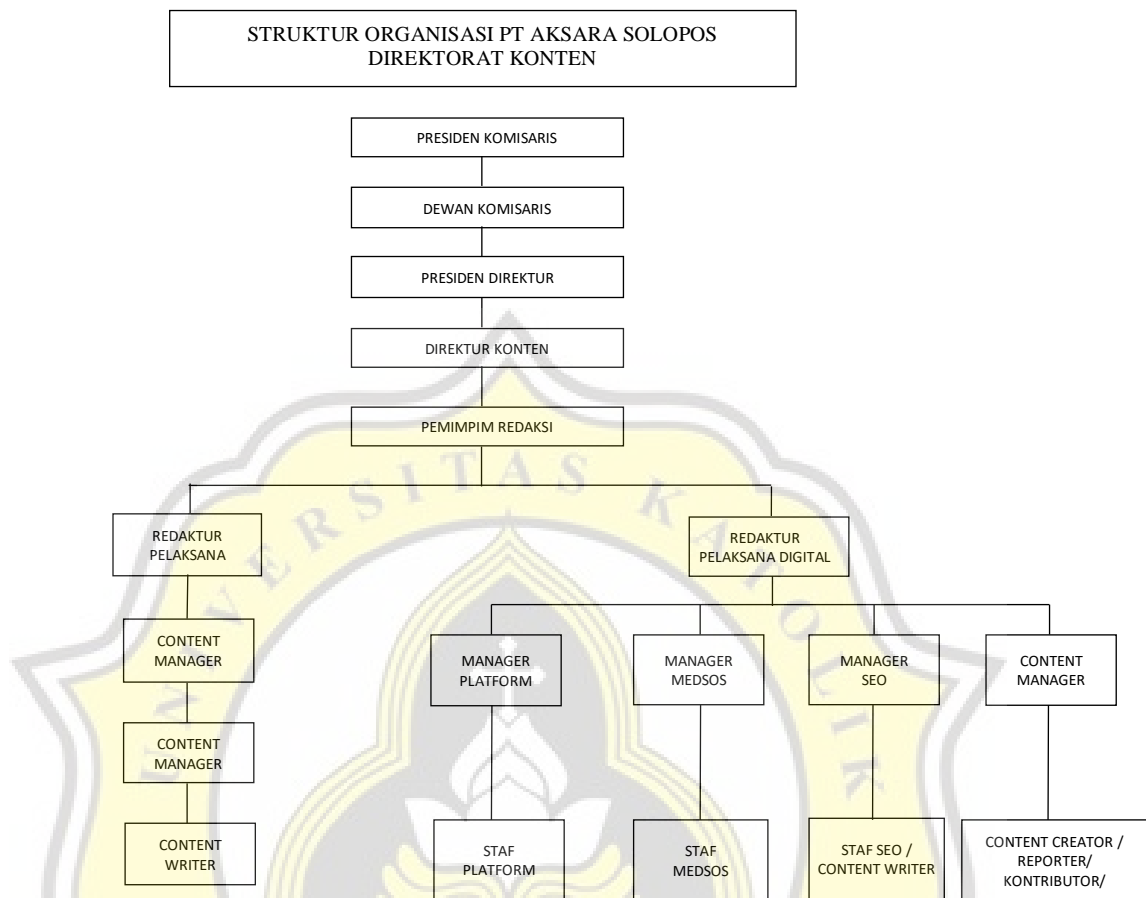 STRUKTUR ORGANISASI PT AKSARA SOLOPOS
DIREKTORAT KONTEN
PRESIDEN KOMISARIS
DEWAN KOMISARIS
PRESIDEN DIREKTUR
DIREKTUR KONTEN
PEMIMPIM REDAKSI
UNIVERSITAS KATOLIK
REDAKTUR
PELAKSANA
REDAKTUR
PELAKSANA DIGITAL
CONTENT
MANAGER
MANAGER
PLATFORM
MANAGER
MEDSOS
MANAGER
SEO
CONTENT
MANAGER
CONTENT
MANAGER
CONTENT
WRITER
STAF
PLATFORM
STAF
MEDSOS
STAF SEO /
CONTENT WRITER
CONTENT CREATOR /
REPORTER/
KONTRIBUTOR/